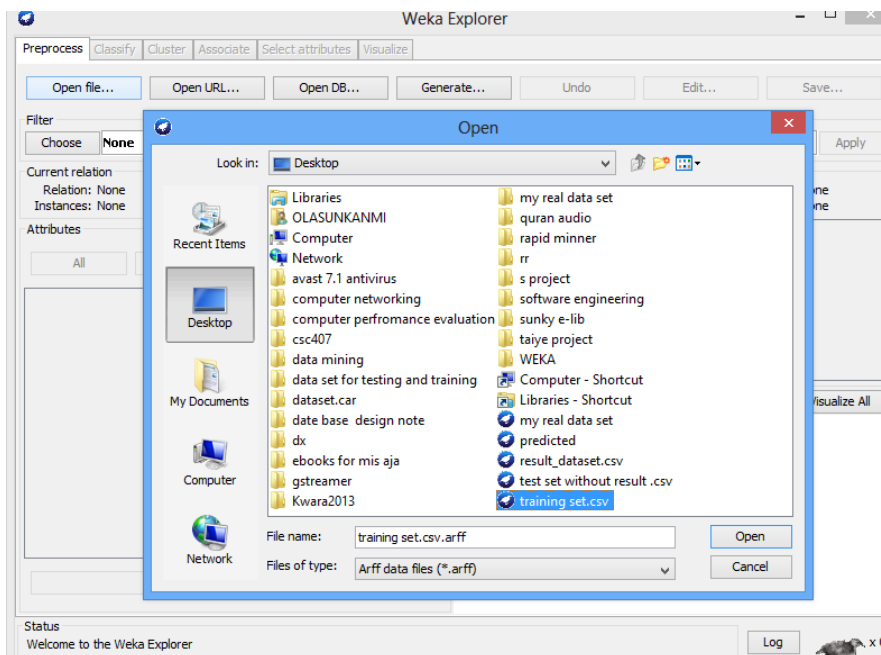 Weka Explorer
Preprocess Classify Cluster Associate Select attributes Visualize
Open file... Open URL... Open DB... Generate... Undo Edit... Save...
Filter
Choose None Apply
Open
Current relation
Relation: None
Instances: None
Attributes
All
Look in: Desktop
Recent Items
Desktop
My Documents
Computer
Network
Libraries
OLASUNKANMI
Computer
Network
avast 7.1 antivirus
computer networking
computer perfromance evaluation
csc407
data mining
data set for testing and training
dataset.car
date base design note
dx
ebooks for mis aja
gstreamer
Kwara2013
my real data set
quran audio
rapid minner
rr
s project
software engineering
sunky e-lib
taiye project
WEKA
Computer - Shortcut
Libraries - Shortcut
my real data set
predicted
result_dataset.csv
test set without result .csv
training set.csv
File name: training set.csv.arff Open
Files of type: Arff data files (*.arff) Cancel
Visualize All
Status
Welcome to the Weka Explorer
Log x